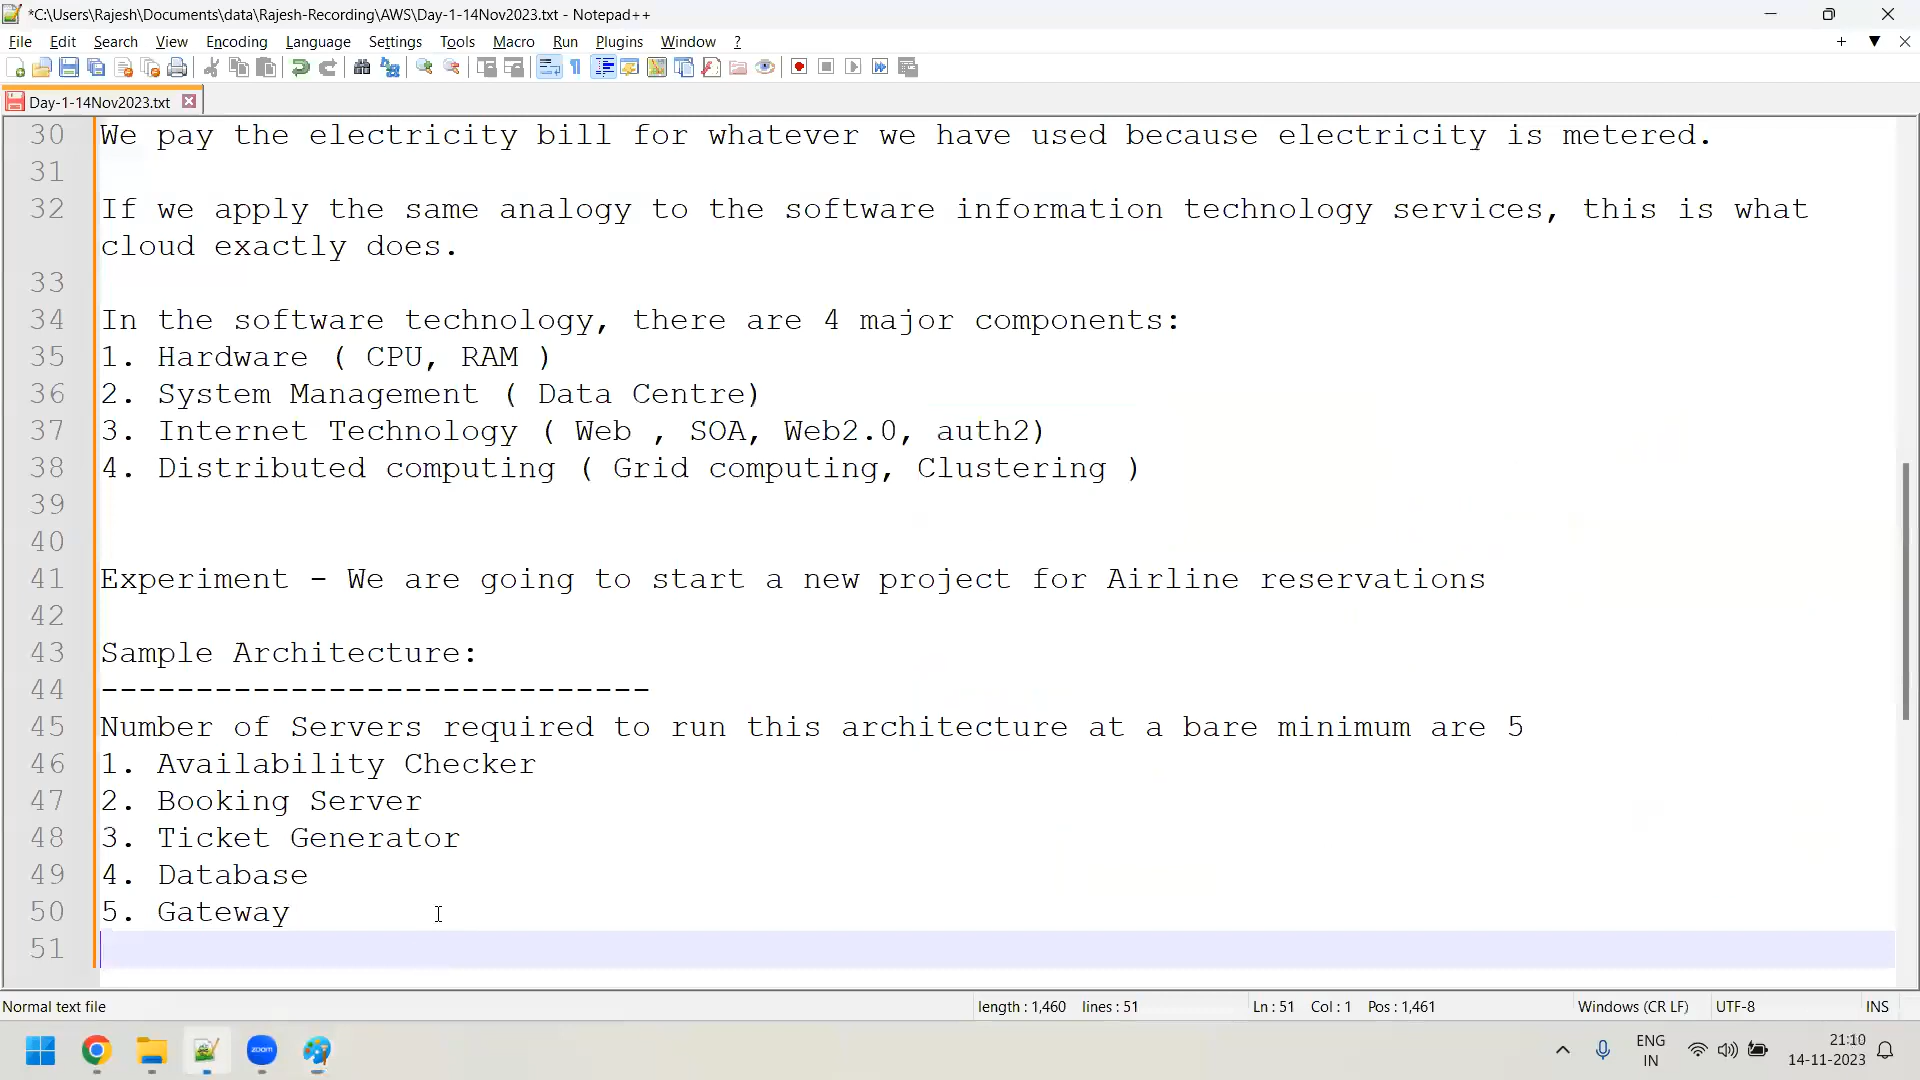 *C:\Users\Rajesh\Documents\data\Rajesh-Recording\AWS\Day-1-14Nov2023.txt - Notepad++
File Edit Search View Encoding Language Settings Tools Macro Run Plugins Window ?
Day-1-14Nov2023.txt
30 We pay the electricity bill for whatever we have used because electricity is metered.
31
32 If we apply the same analogy to the software information technology services, this is what
cloud exactly does.
33
34 In the software technology, there are 4 major components:
35 1. Hardware ( CPU, RAM )
36 2. System Management ( Data Centre)
37 3. Internet Technology ( Web , SOA, Web2.0, auth2)
38 4. Distributed computing ( Grid computing, Clustering )
39
40
41 Experiment - We are going to start a new project for Airline reservations
42
43 Sample Architecture:
44 -----------------------------
45 Number of Servers required to run this architecture at a bare minimum are 5
46 1. Availability Checker
47 2. Booking Server
48 3. Ticket Generator
49 4. Database
50 5. Gateway
51
Normal text file length : 1,460 lines : 51 Ln : 51 Col : 1 Pos : 1,461 Windows (CR LF) UTF-8 INS
zoom
ENG
IN
21:10
14-11-2023